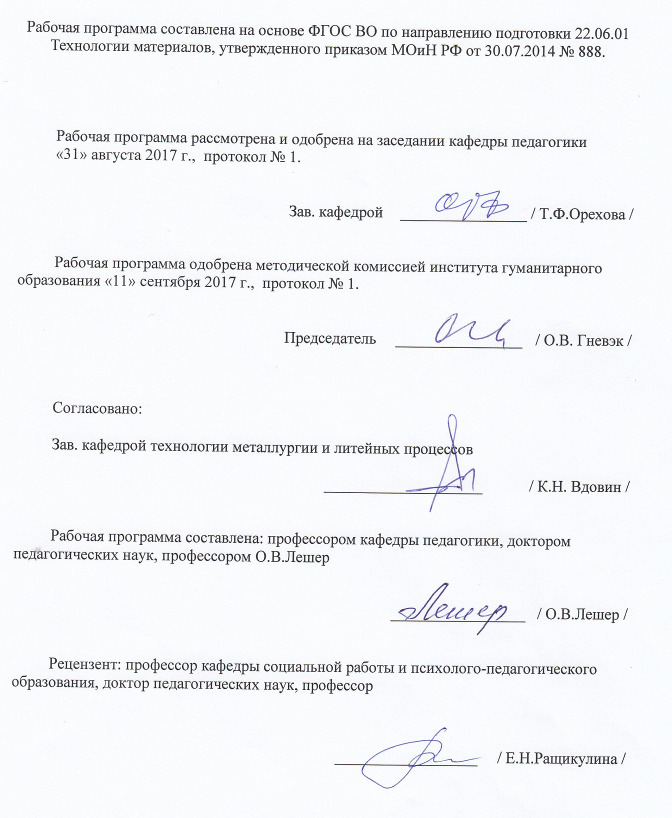 Рабочая программа составлена на основе ФГОС ВО по направлению подготовки 22.06.01
Технологии материалов, утвержденного приказом МОиН РФ от 30.07.2014 № 888.
Рабочая программа рассмотрена и одобрена на заседании кафедры педагогики
«31» августа 2017 г., протокол № 1.
Зав. кафедрой / Т.Ф.Орехова /
Рабочая программа одобрена методической комиссией института гуманитарного
образования «11» сентября 2017 г., протокол № 1.
Председатель / О.В. Гневэк /
Согласовано:
Зав. кафедрой технологии металлургии и литейных процессов
/ К.Н. Вдовин /
Рабочая программа составлена: профессором кафедры педагогики, доктором
педагогических наук, профессором О.В.Лешер
Лешер / О.В.Лешер /
Рецензент: профессор кафедры социальной работы и психолого-педагогического
образования, доктор педагогических наук, профессор
/ Е.Н.Ращикулина /